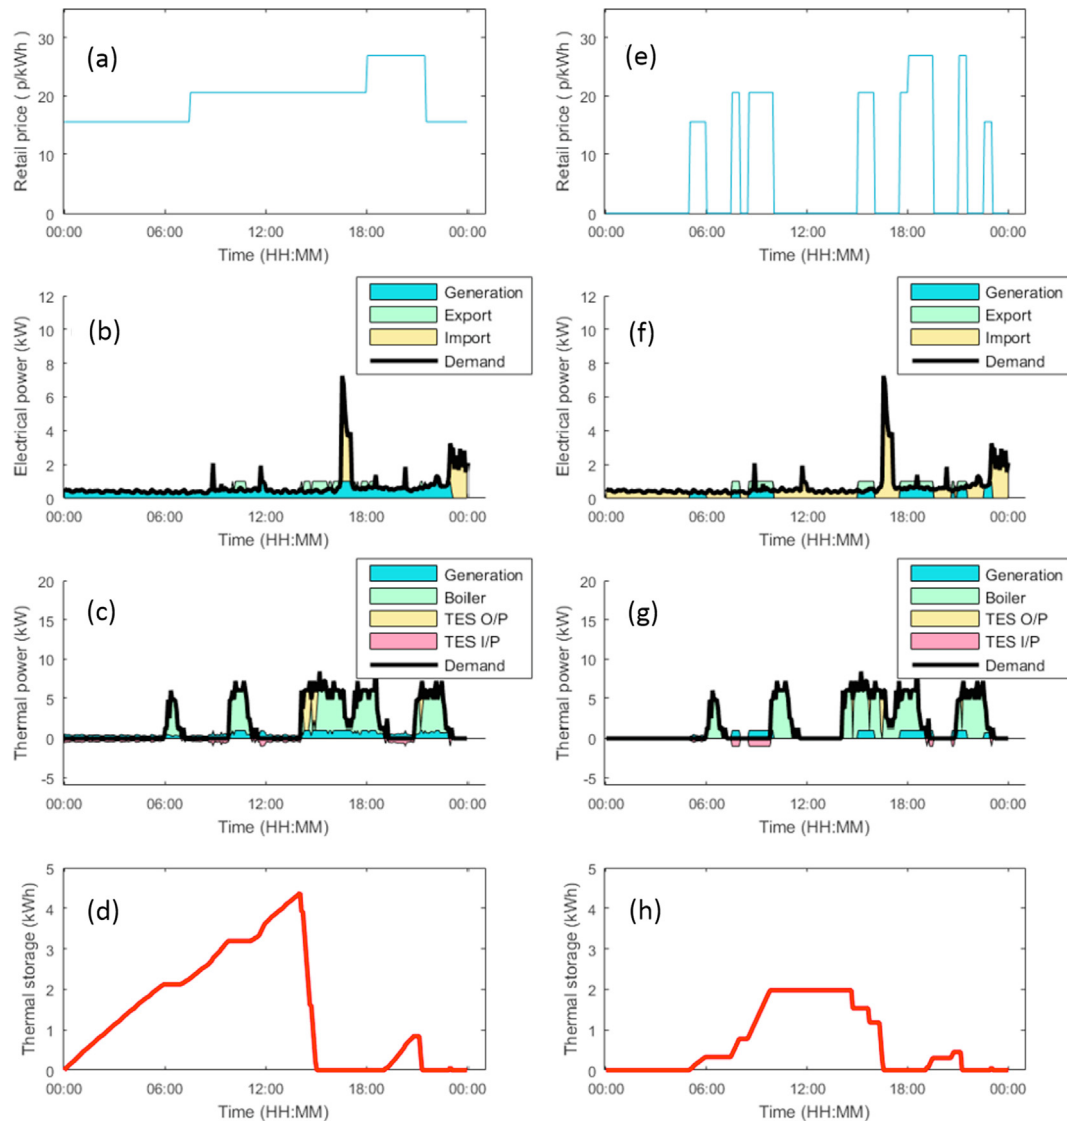 (a)
Retail price ( p/kWh )
30
20
10
0
00:00 06:00 12:00 18:00 00:00
Time (HH:MM)
(e)
Retail price ( p/kWh )
30
20
10
0
00:00 06:00 12:00 18:00 00:00
Time (HH:MM)
(b)
Electrical power (kW)
12
10
8
6
4
2
0
Generation
Export
Import
Demand
00:00 06:00 12:00 18:00 00:00
Time (HH:MM)
(f)
Electrical power (kW)
12
10
8
6
4
2
0
Generation
Export
Import
Demand
00:00 06:00 12:00 18:00 00:00
Time (HH:MM)
(c)
Thermal power (kW)
20
15
10
5
0
-5
Generation
Boiler
TES O/P
TES I/P
Demand
00:00 06:00 12:00 18:00 00:00
Time (HH:MM)
(g)
Thermal power (kW)
20
15
10
5
0
-5
Generation
Boiler
TES O/P
TES I/P
Demand
00:00 06:00 12:00 18:00 00:00
Time (HH:MM)
(d)
Thermal storage (kWh)
5
4
3
2
1
0
00:00 06:00 12:00 18:00 00:00
Time (HH:MM)
(h)
Thermal storage (kWh)
5
4
3
2
1
0
00:00 06:00 12:00 18:00 00:00
Time (HH:MM)